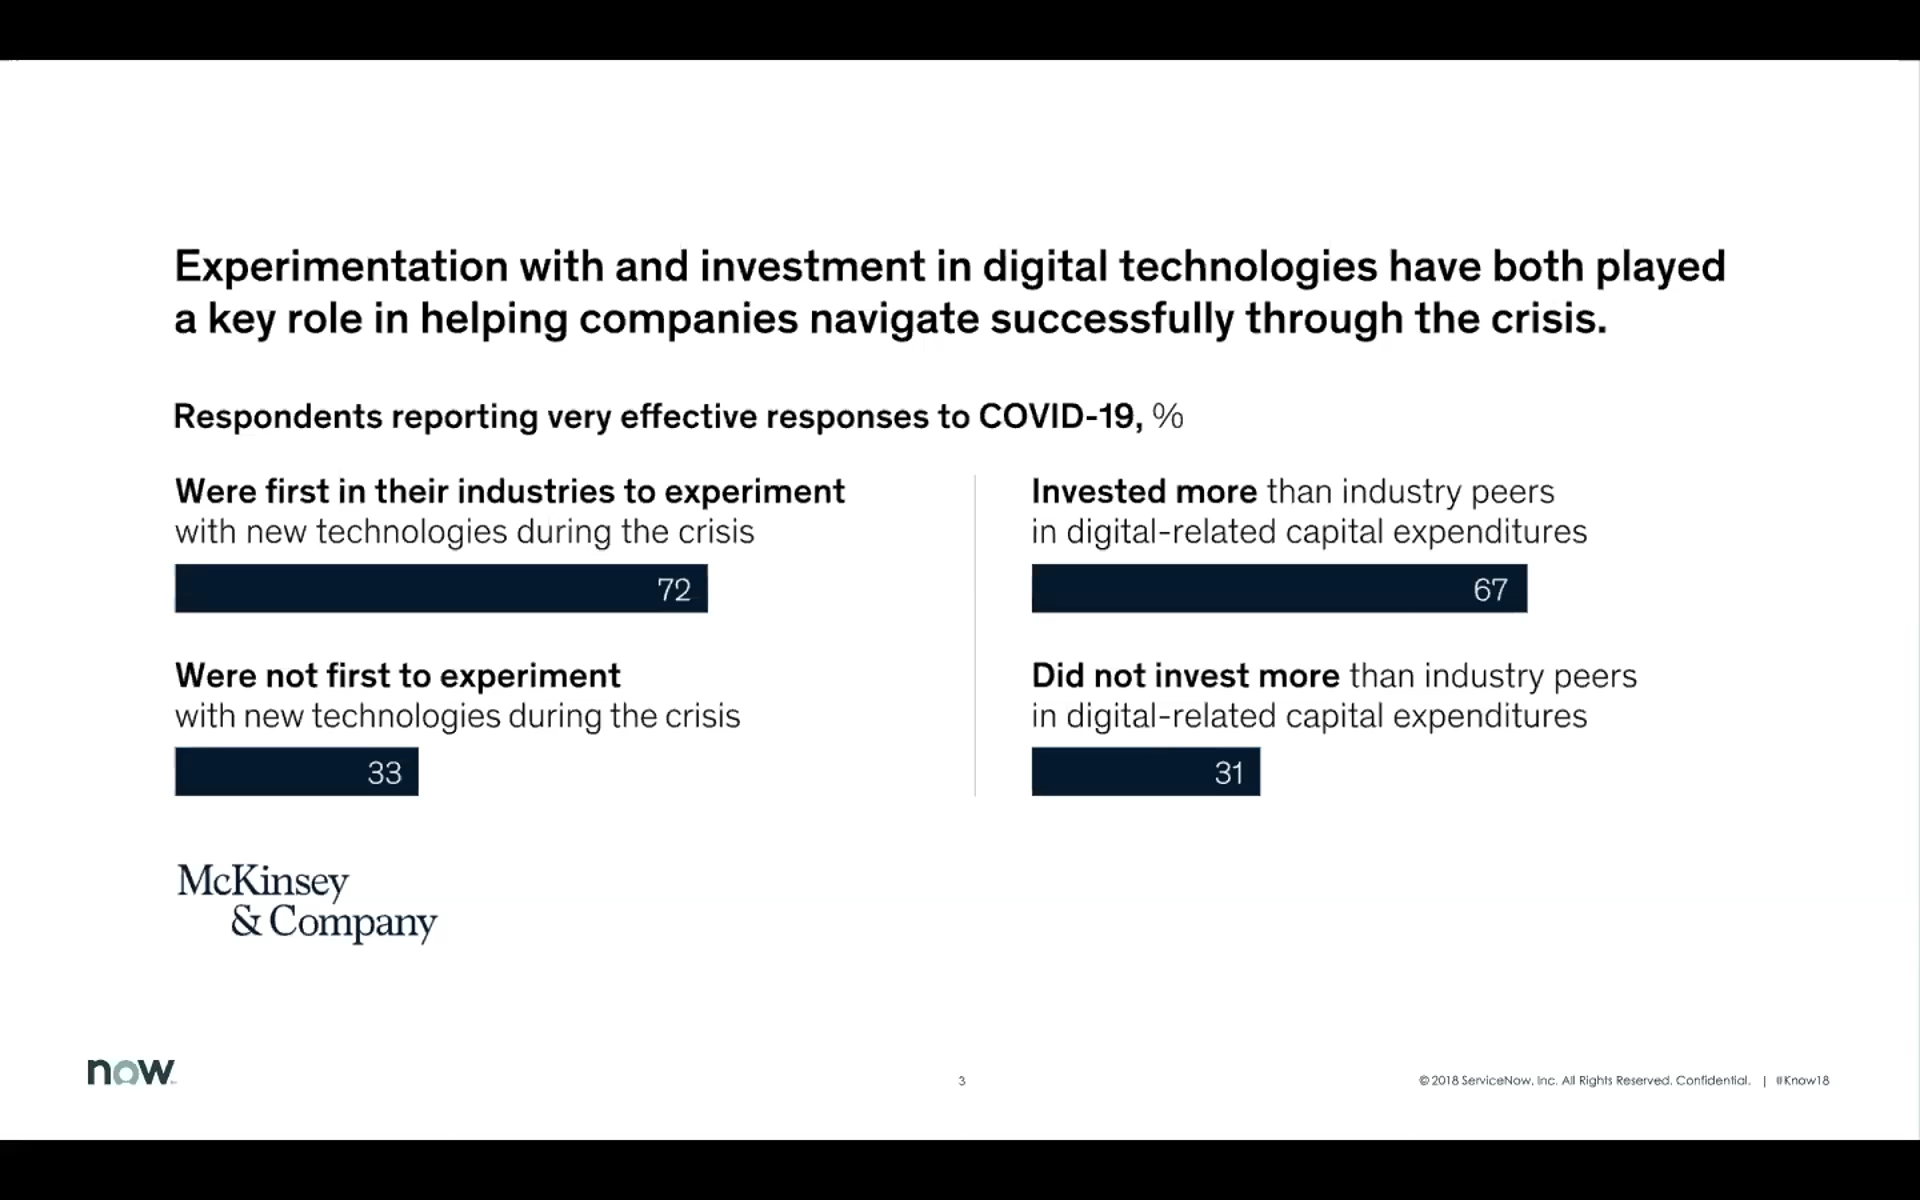 Experimentation with and investment in digital technologies have both played
a key role in helping companies navigate successfully through the crisis.
Respondents reporting very effective responses to COVID-19, %
Were first in their industries to experiment
with new technologies during the crisis
72
Were not first to experiment
with new technologies during the crisis
33
Invested more than industry peers
in digital-related capital expenditures
67
Did not invest more than industry peers
in digital-related capital expenditures
31
McKinsey
& Company
now
3
© 2018 ServiceNow, Inc. All Rights Reserved. Confidential. | #Know18